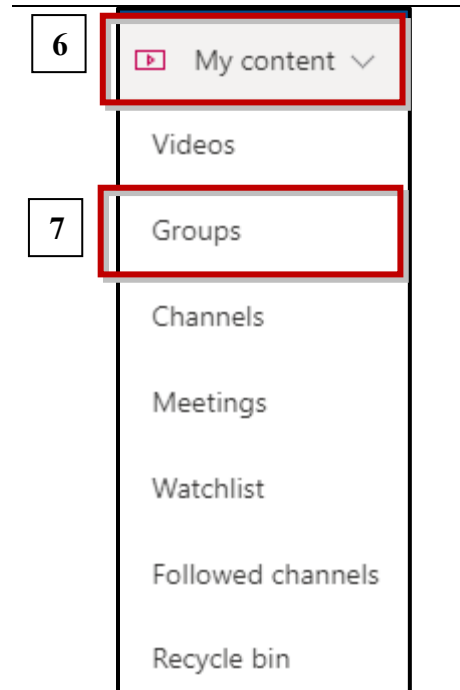 6
My content
Videos
7
Groups
Channels
Meetings
Watchlist
Followed channels
Recycle bin